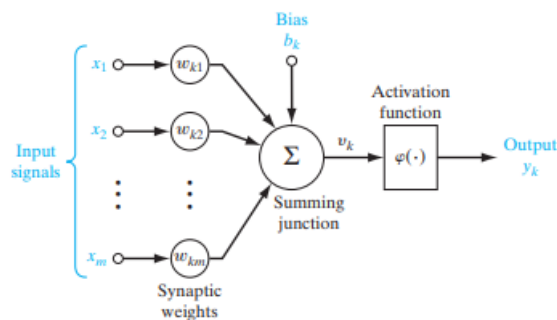 Bias
b_k
Activation
function
x_1
w_k1
x_2
w_k2
Input
signals
Σ
v_k
φ(·)
Output
y_k
Summing
junction
x_m
w_km
Synaptic
weights